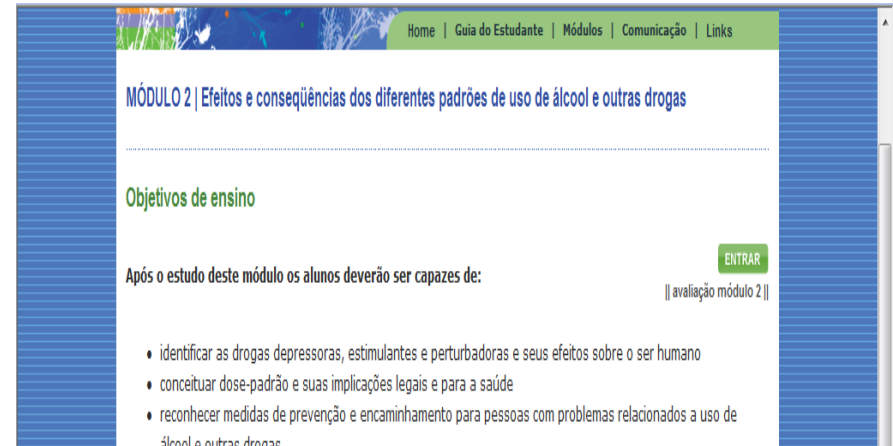 Home | Guia do Estudante | Módulos | Comunicação | Links
MÓDULO 2 | Efeitos e conseqüências dos diferentes padrões de uso de álcool e outras drogas
Objetivos de ensino
ENTRAR
Após o estudo deste módulo os alunos deverão ser capazes de:
|| avaliação módulo 2 ||
• identificar as drogas depressoras, estimulantes e perturbadoras e seus efeitos sobre o ser humano
• conceituar dose-padrão e suas implicações legais e para a saúde
• reconhecer medidas de prevenção e encaminhamento para pessoas com problemas relacionados a uso de
álcool e outras drogas